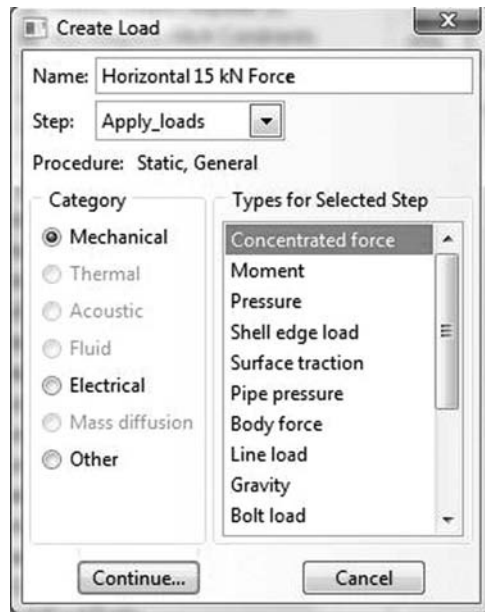 Create Load
Name: Horizontal 15 kN Force
Step: Apply_loads
Procedure: Static, General
Category
Mechanical
Thermal
Acoustic
Fluid
Electrical
Mass diffusion
Other
Types for Selected Step
Concentrated force
Moment
Pressure
Shell edge load
Surface traction
Pipe pressure
Body force
Line load
Gravity
Bolt load
Continue...
Cancel